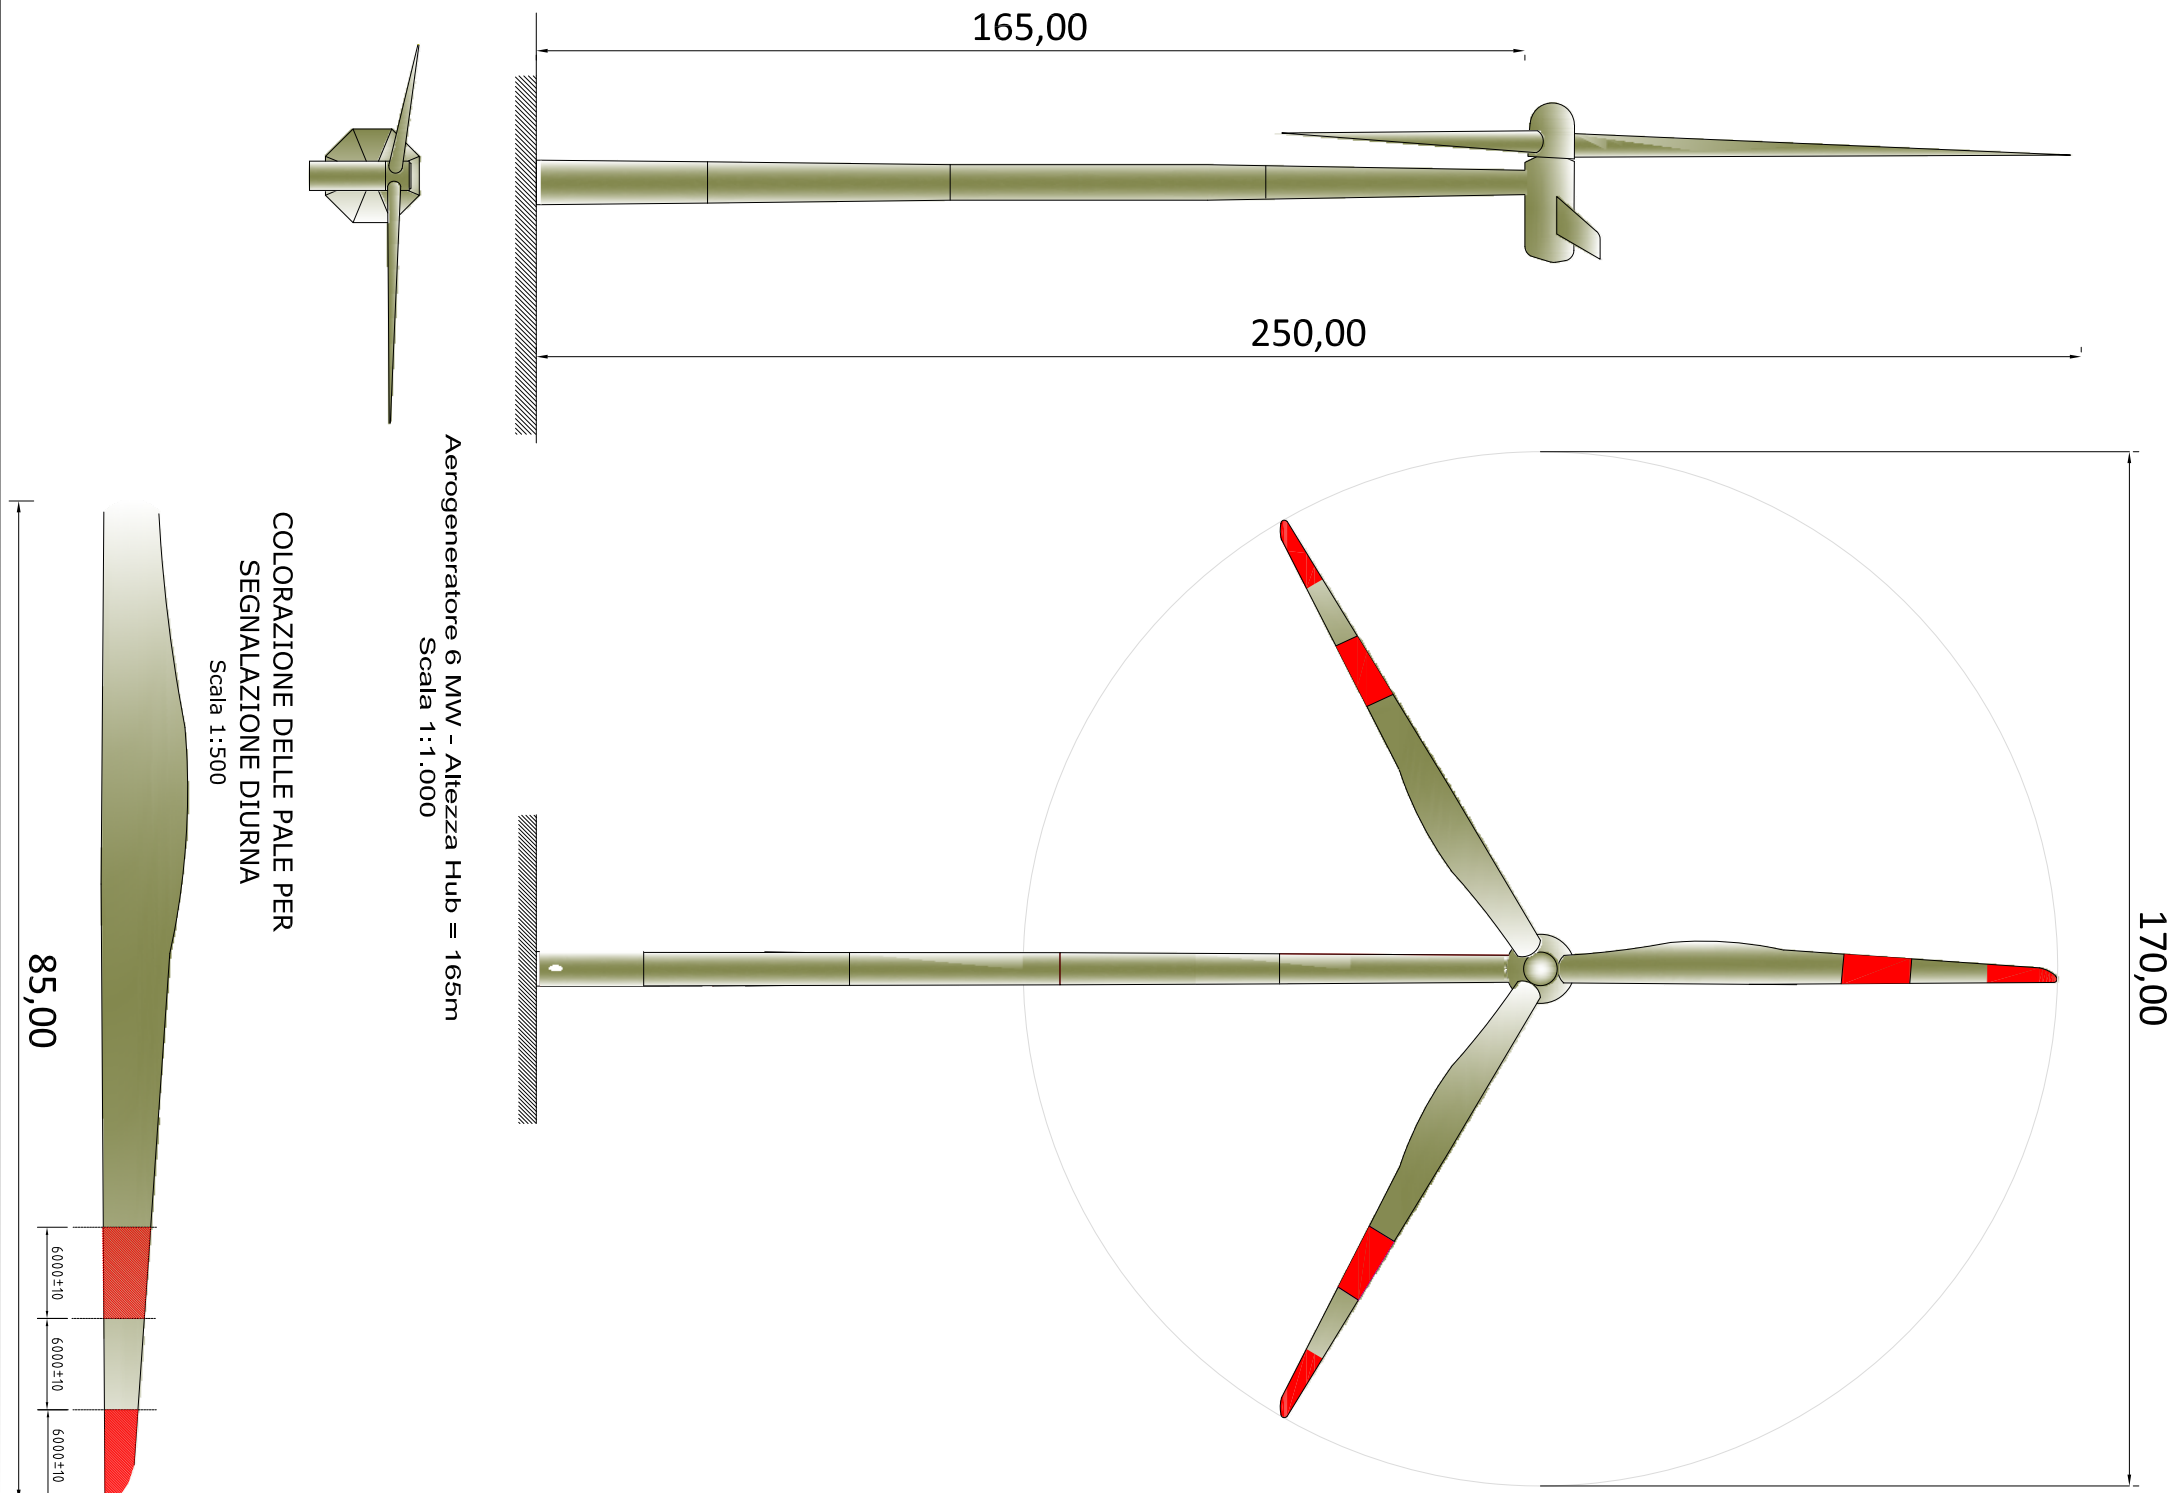 165,00
250,00
170,00
Aerogeneratore 6 MW - Altezza Hub = 165m
Scala 1:1.000
COLORAZIONE DELLE PALE PER
SEGNALAZIONE DIURNA
Scala 1:500
85,00
6000±10
6000±10
6000±10